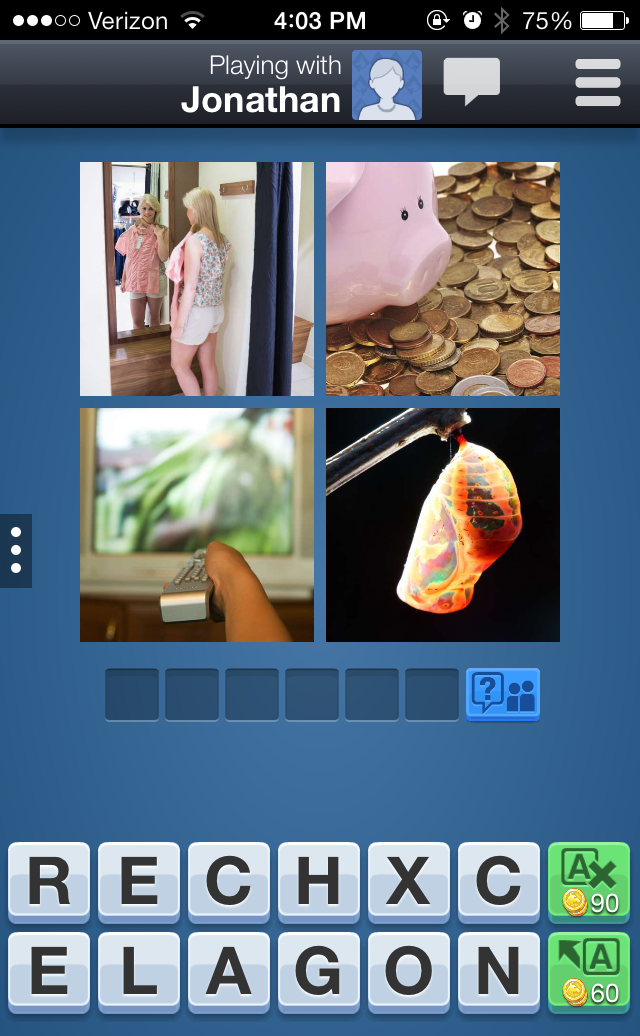 Verizon 4:03 PM 75%
Playing with
Jonathan
?
R E C H X C A 90
E L A G O N A 60